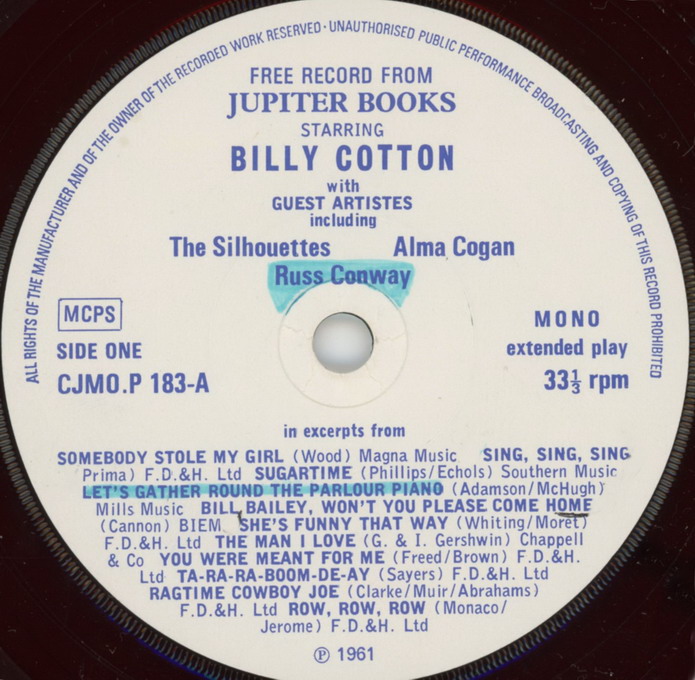 ALL RIGHTS OF THE MANUFACTURER AND OF THE OWNER OF THE RECORDED WORK RESERVED · UNAUTHORISED PUBLIC PERFORMANCE BROADCASTING AND COPYING OF THIS RECORD PROHIBITED
FREE RECORD FROM
JUPITER BOOKS
STARRING
BILLY COTTON
with
GUEST ARTISTES
including
The Silhouettes Alma Cogan
Russ Conway
MCPS
SIDE ONE
CJMO.P 183-A
MONO
extended play
33⅓ rpm
in excerpts from
SOMEBODY STOLE MY GIRL (Wood) Magna Music SING, SING, SING
Prima) F.D.&H. Ltd SUGARTIME (Phillips/Echols) Southern Music
LET'S GATHER ROUND THE PARLOUR PIANO (Adamson/McHugh)
Mills Music BILL BAILEY, WON'T YOU PLEASE COME HOME
(Cannon) BIEM SHE'S FUNNY THAT WAY (Whiting/Moret)
F.D.&H. Ltd THE MAN I LOVE (G. & I. Gershwin) Chappell
& Co YOU WERE MEANT FOR ME (Freed/Brown) F.D.&H.
Ltd TA-RA-RA-BOOM-DE-AY (Sayers) F.D.&H. Ltd
RAGTIME COWBOY JOE (Clarke/Muir/Abrahams)
F.D.&H. Ltd ROW, ROW, ROW (Monaco/
Jerome) F.D.&H. Ltd
℗ 1961